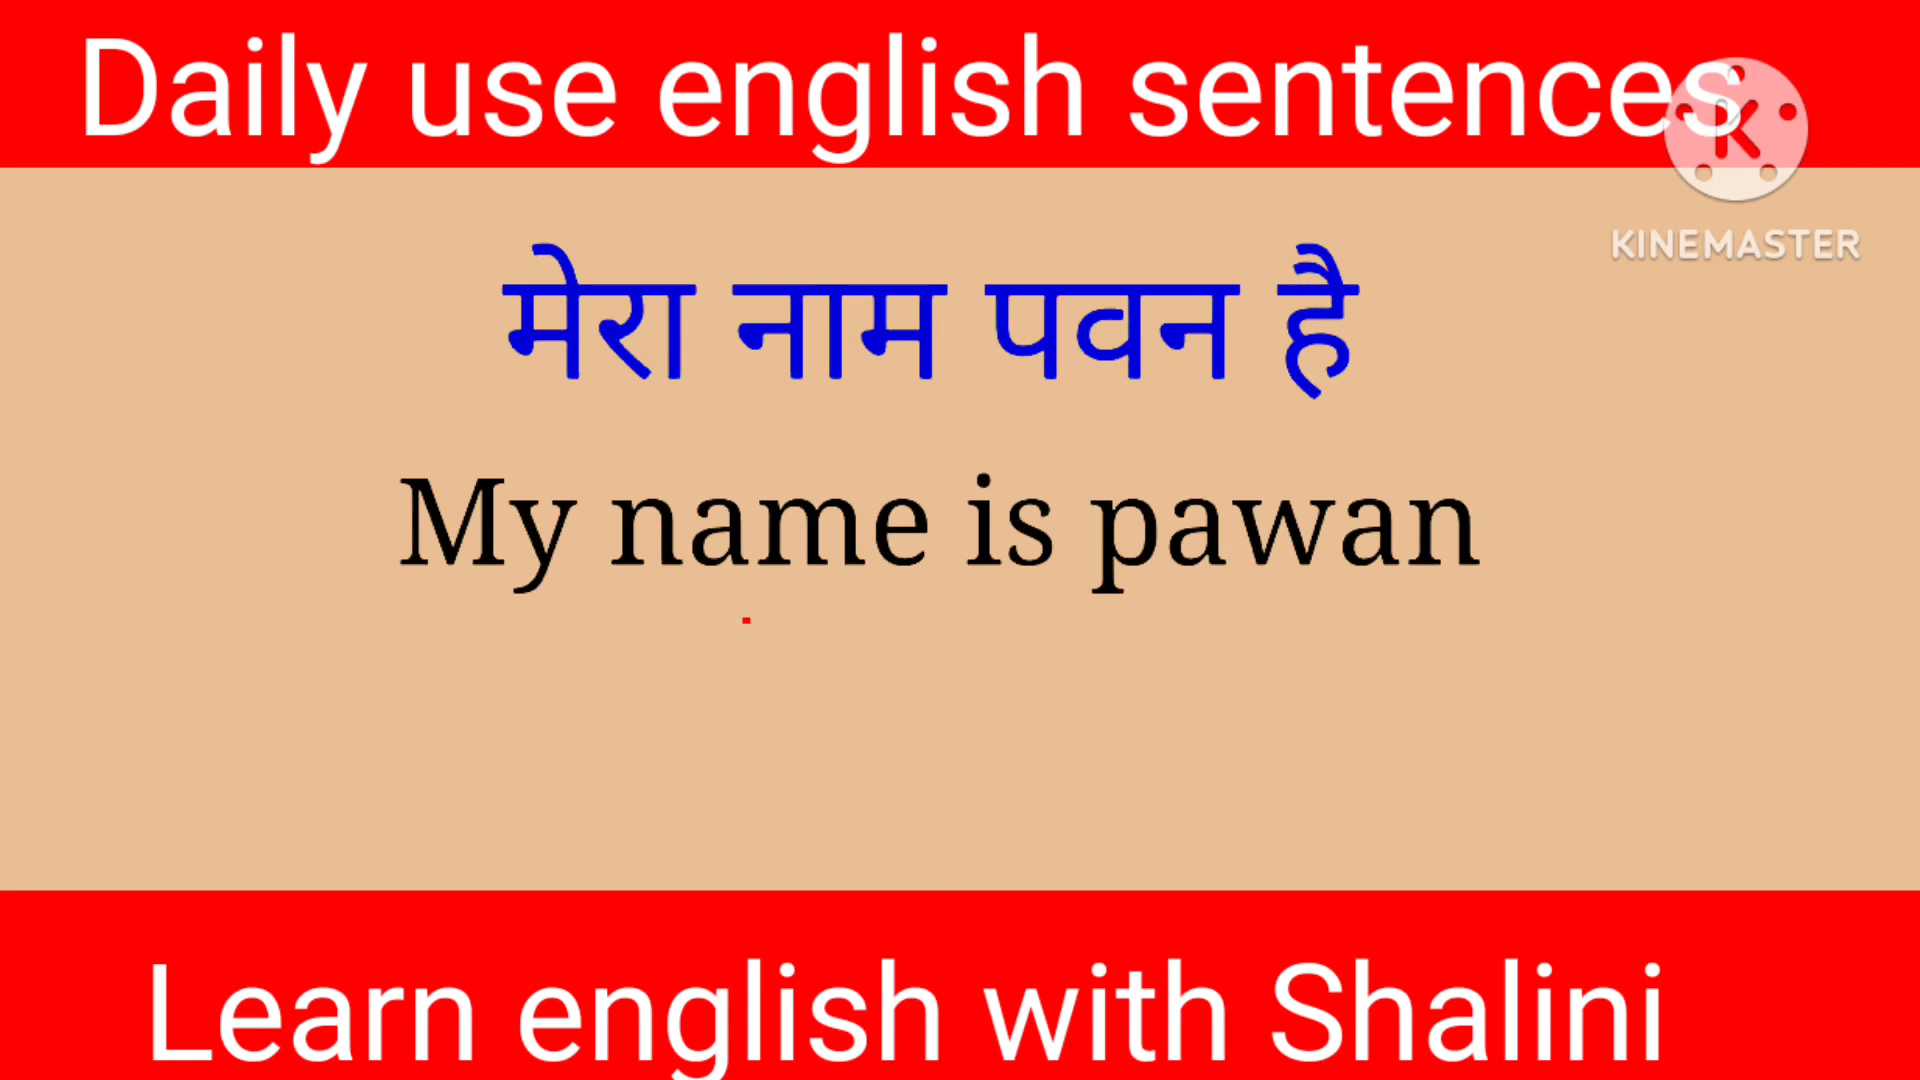 Daily use english sentences
K
KINEMASTER
मेरा नाम पवन है
My name is pawan
Learn english with Shalini